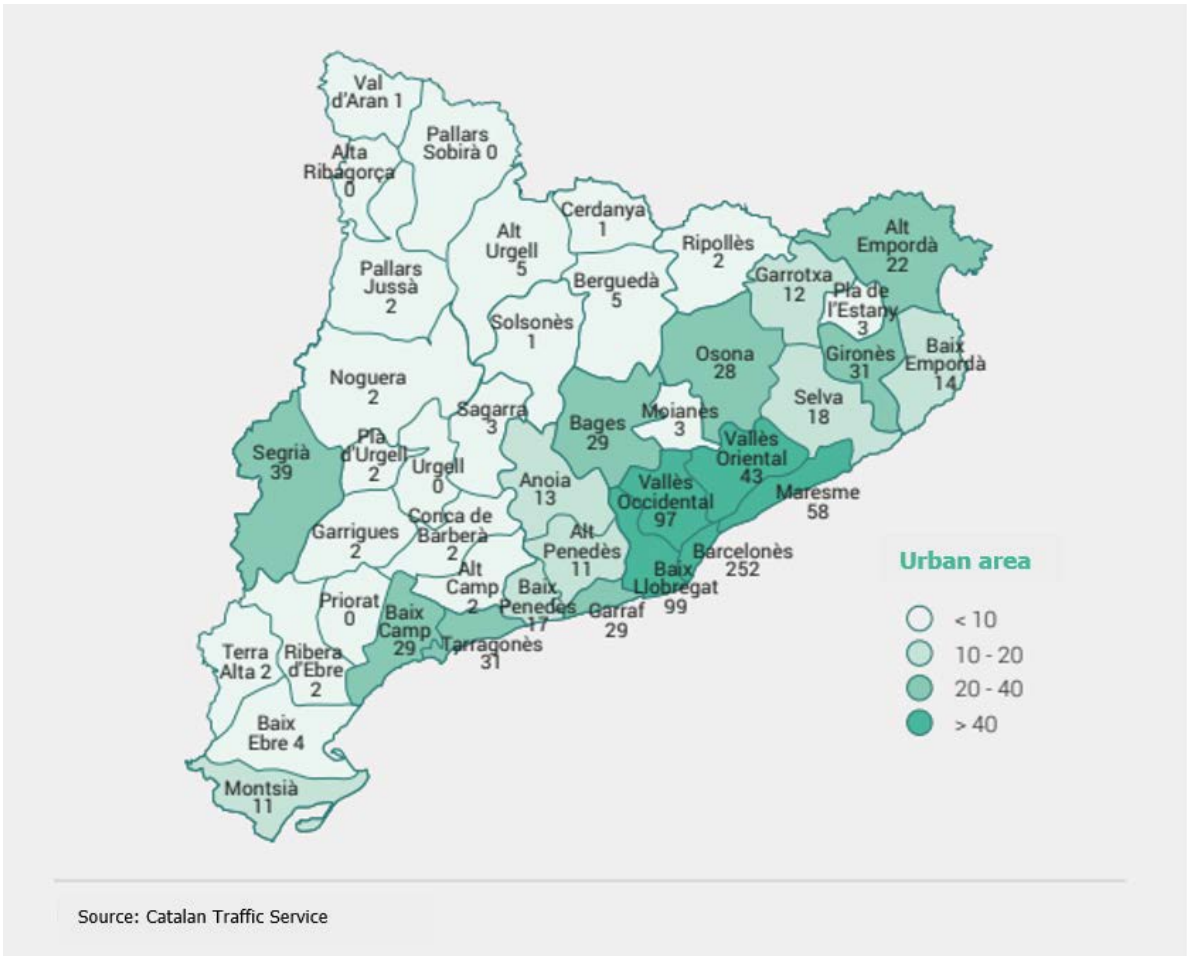 Val
d'Aran 1
Pallars
Sobirà 0
Alta
Ribagorça
0
Cerdanya
1
Alt
Urgell
5
Ripollès
2
Alt
Empordà
22
Pallars
Jussà
2
Berguedà
5
Garrotxa
12
Pla de
l'Estany
3
Solsonès
1
Osona
28
Gironès
31
Baix
Empordà
14
Noguera
2
Sagarra
3
Bages
29
Moianès
3
Selva
18
Segrià
39
Pla
d'Urgell
2
Urgell
0
Anoia
13
Vallès
Oriental
43
Vallès
Occidental
97
Maresme
58
Garrigues
2
Conca de
Barberà
2
Alt
Penedès
11
Barcelonès
252
Baix
Llobregat
99
Alt
Camp
2
Baix
Penedès
17
Garraf
29
Priorat
0
Baix
Camp
29
Tarragonès
31
Terra
Alta 2
Ribera
d'Ebre
2
Baix
Ebre 4
Montsià
11
Urban area
< 10
10 - 20
20 - 40
> 40
Source: Catalan Traffic Service